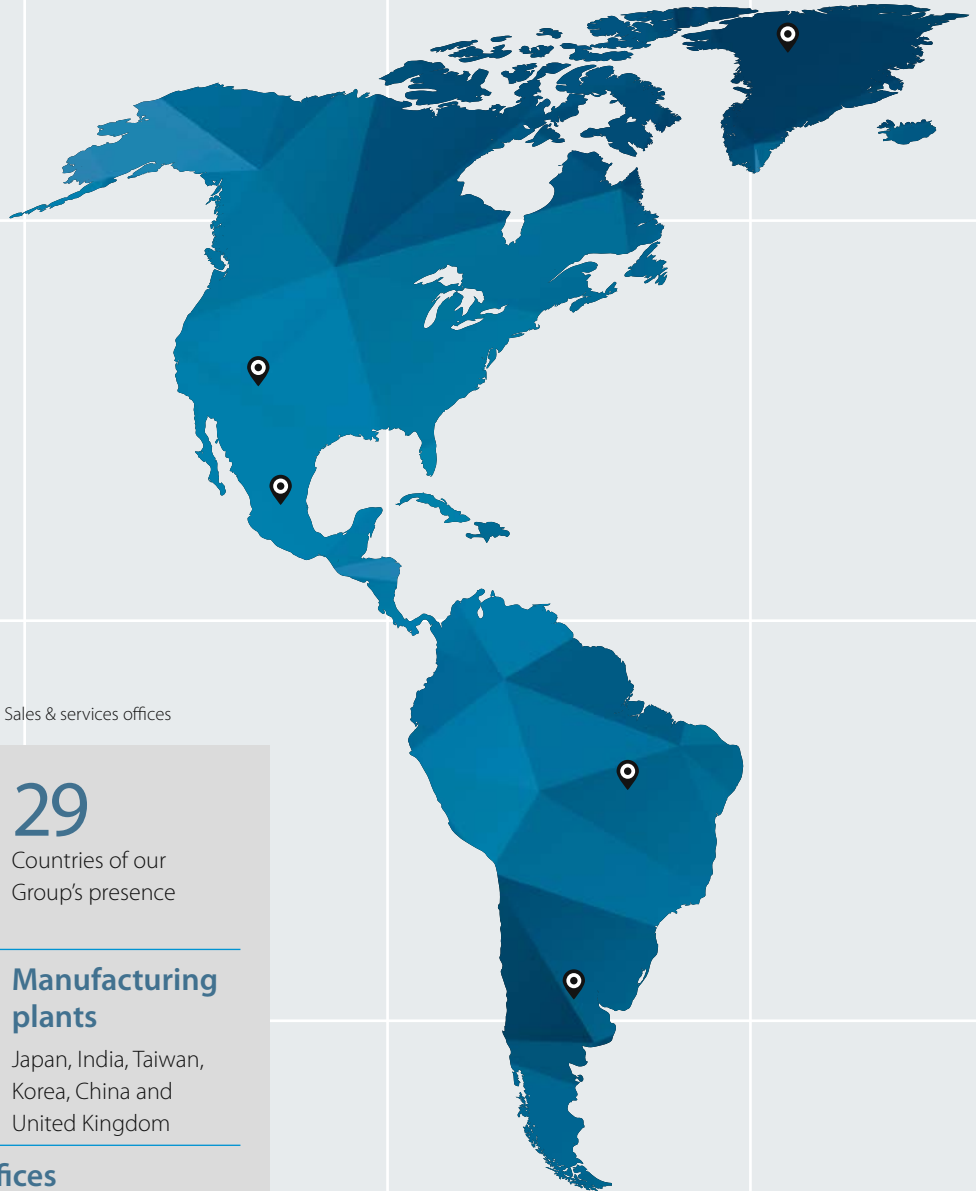 Sales & services offices
29
Countries of our
Group’s presence
Manufacturing
plants
Japan, India, Taiwan,
Korea, China and
United Kingdom
fices